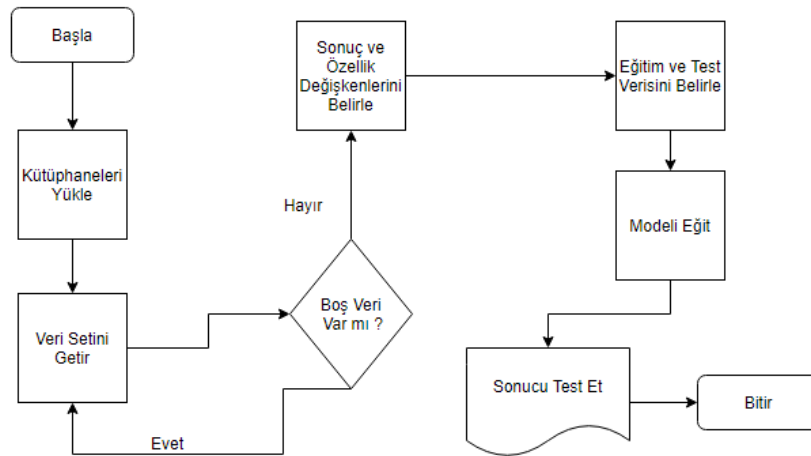 Başla
Kütüphaneleri
Yükle
Veri Setini
Getir
Boş Veri
Var mı ?
Evet
Hayır
Sonuç ve
Özellik
Değişkenlerini
Belirle
Eğitim ve Test
Verisini Belirle
Modeli Eğit
Sonucu Test Et
Bitir